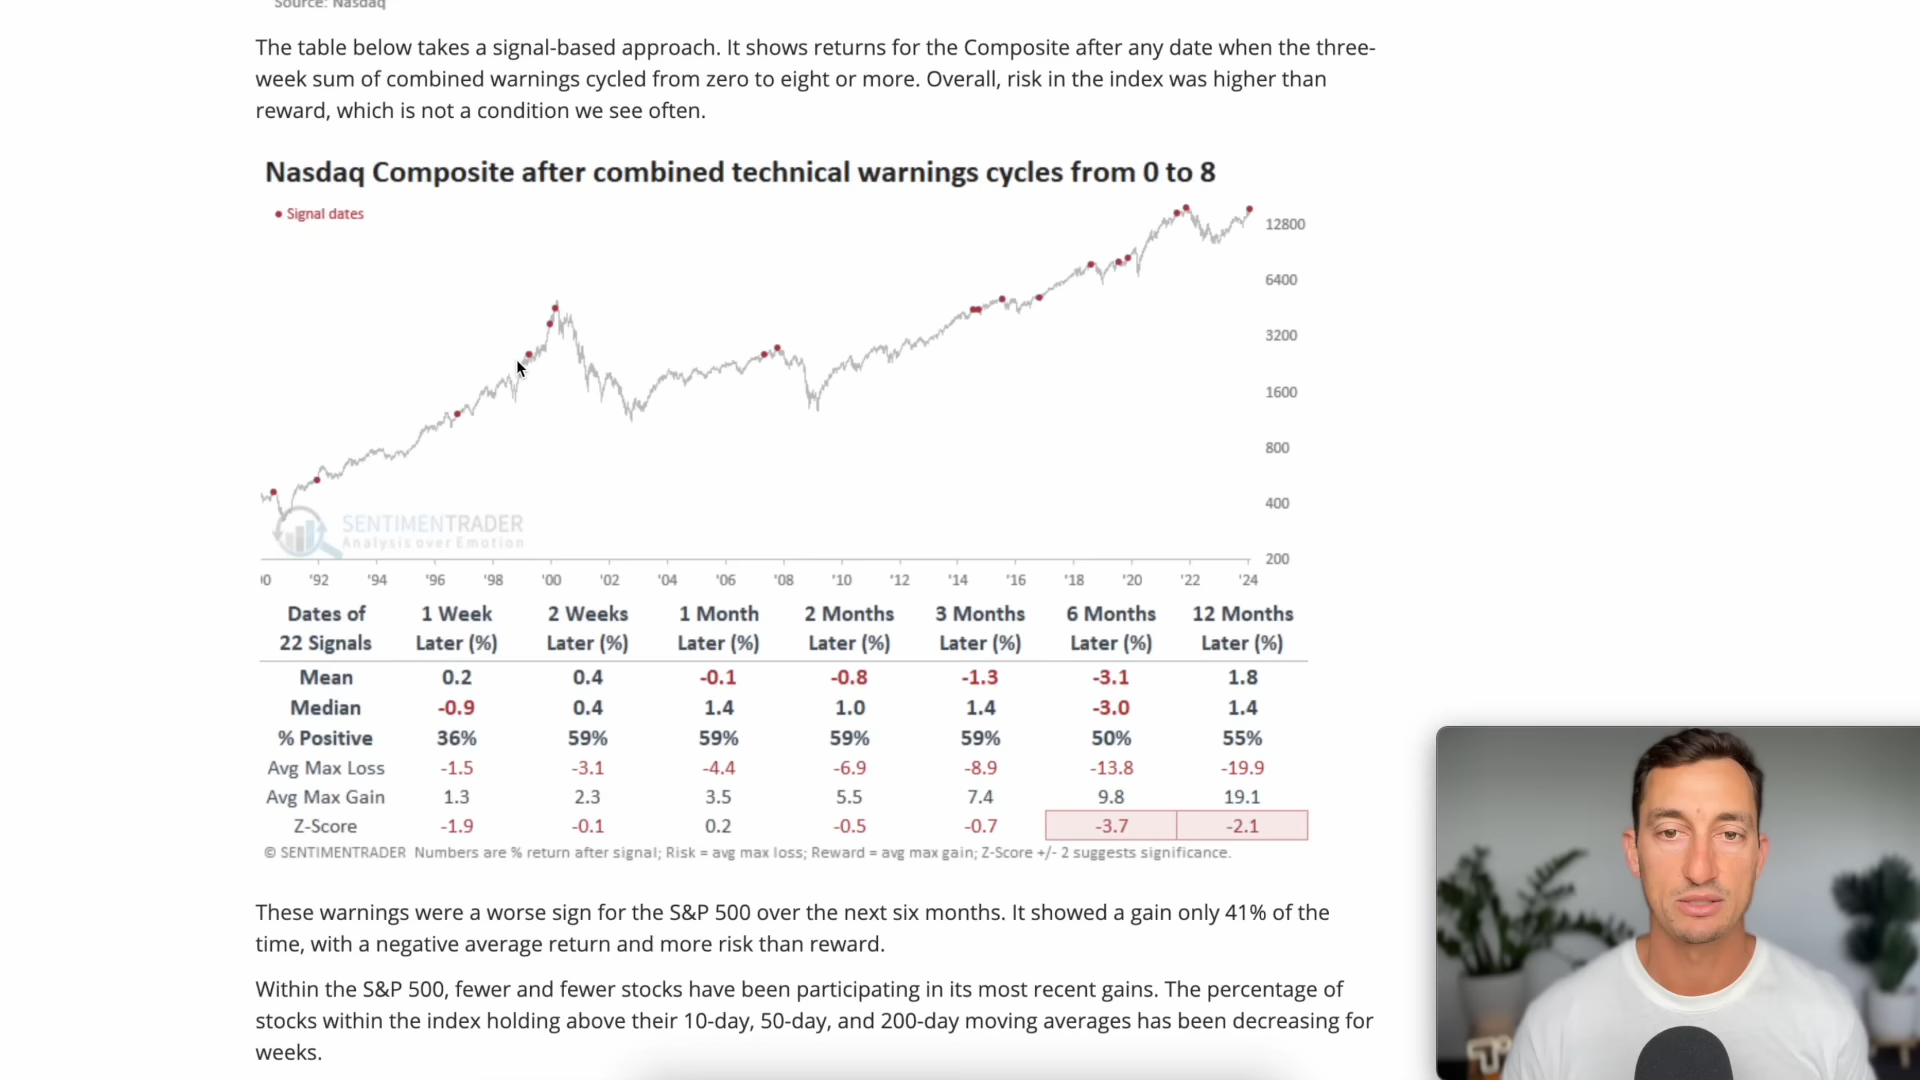 Source: Nasdaq
The table below takes a signal-based approach. It shows returns for the Composite after any date when the three-
week sum of combined warnings cycled from zero to eight or more. Overall, risk in the index was higher than
reward, which is not a condition we see often.
Nasdaq Composite after combined technical warnings cycles from 0 to 8
Signal dates
12800
6400
3200
1600
800
400
200
SENTIMENTRADER
Analysis over Emotion
'92 '94 '96 '98 '00 '02 '04 '06 '08 '10 '12 '14 '16 '18 '20 '22 '24
Dates of 1 Week 2 Weeks 1 Month 2 Months 3 Months 6 Months 12 Months
22 Signals Later (%) Later (%) Later (%) Later (%) Later (%) Later (%) Later (%)
Mean 0.2 0.4 -0.1 -0.8 -1.3 -3.1 1.8
Median -0.9 0.4 1.4 1.0 1.4 -3.0 1.4
% Positive 36% 59% 59% 59% 59% 50% 55%
Avg Max Loss -1.5 -3.1 -4.4 -6.9 -8.9 -13.8 -19.9
Avg Max Gain 1.3 2.3 3.5 5.5 7.4 9.8 19.1
Z-Score -1.9 -0.1 0.2 -0.5 -0.7 -3.7 -2.1
© SENTIMENTRADER Numbers are % return after signal; Risk = avg max loss; Reward = avg max gain; Z-Score +/- 2 suggests significance.
These warnings were a worse sign for the S&P 500 over the next six months. It showed a gain only 41% of the
time, with a negative average return and more risk than reward.
Within the S&P 500, fewer and fewer stocks have been participating in its most recent gains. The percentage of
stocks within the index holding above their 10-day, 50-day, and 200-day moving averages has been decreasing for
weeks.